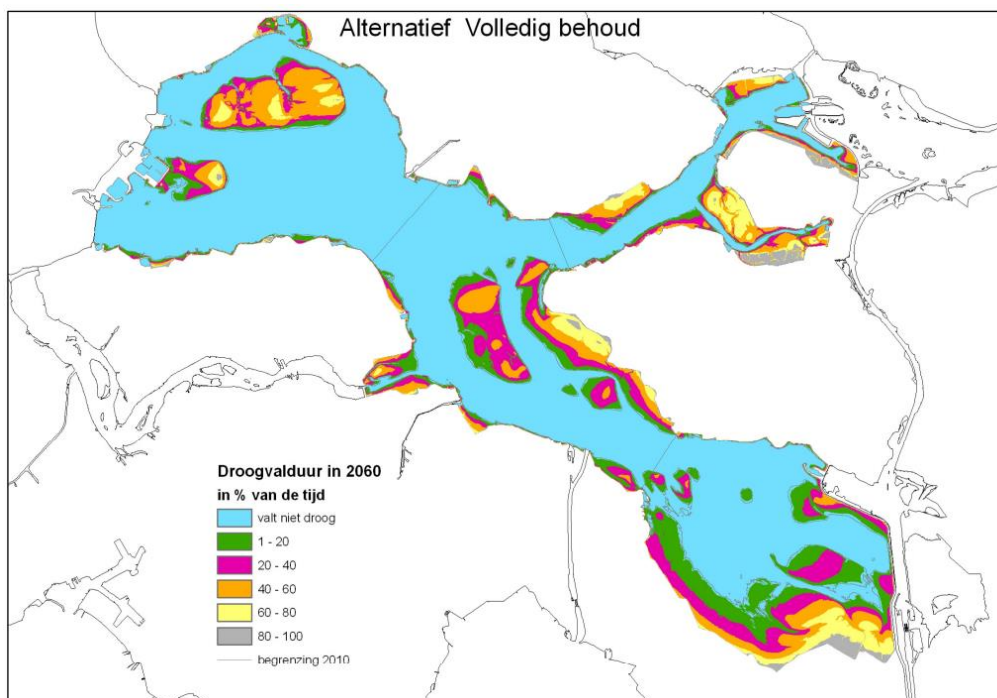 Alternatief Volledig behoud
Droogvalduur in 2060
in % van de tijd
valt niet droog
1 - 20
20 - 40
40 - 60
60 - 80
80 - 100
begrenzing 2010